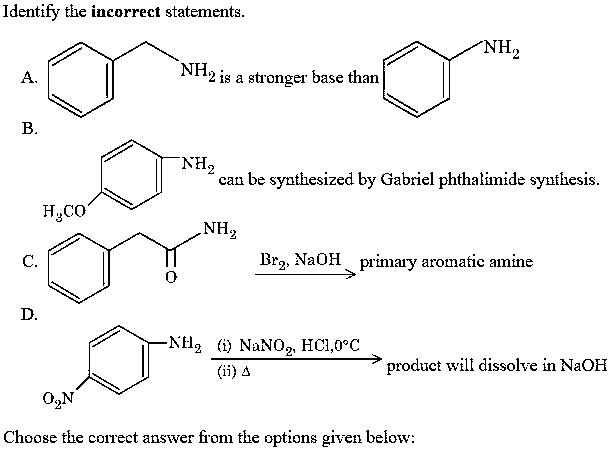 Identify the incorrect statements.
A. NH2 is a stronger base than NH2
B.
NH2 can be synthesized by Gabriel phthalimide synthesis.
H3CO
C. NH2 O Br2, NaOH primary aromatic amine
D.
NH2 (i) NaNO2, HCl,0°C product will dissolve in NaOH
(ii) Δ
O2N
Choose the correct answer from the options given below: